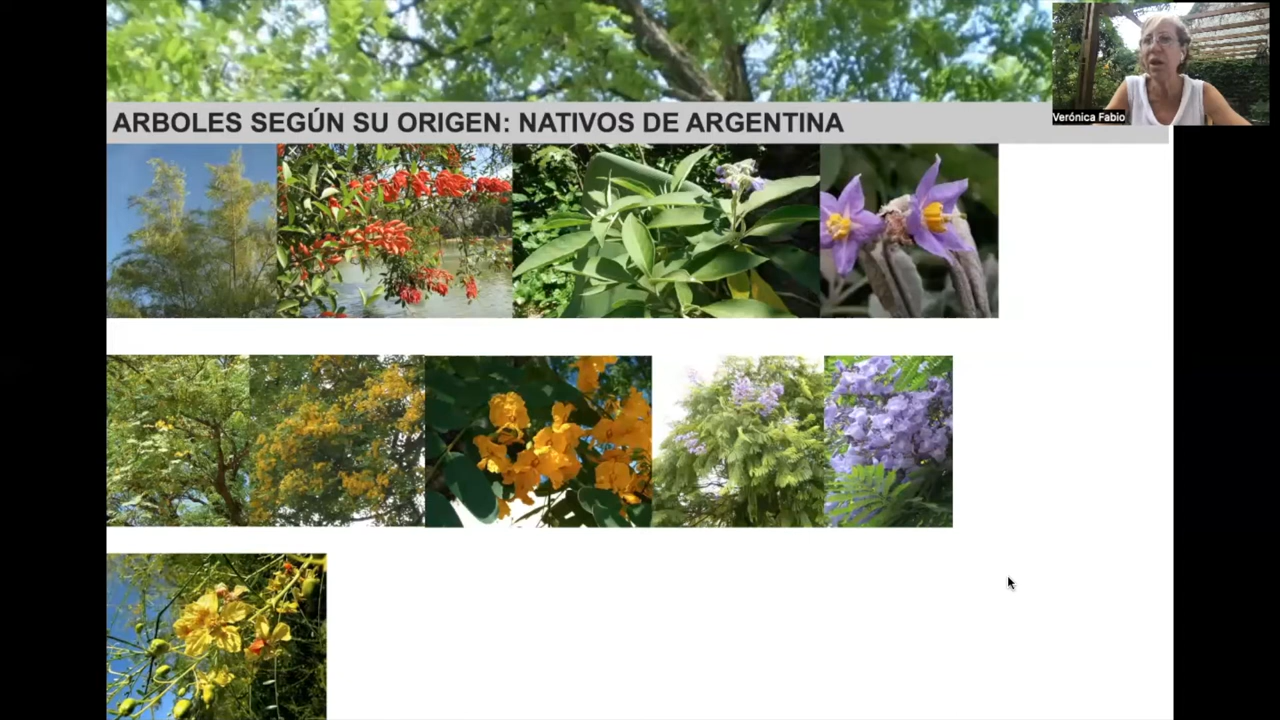 ARBOLES SEGÚN SU ORIGEN: NATIVOS DE ARGENTINA
Verónica Fabio